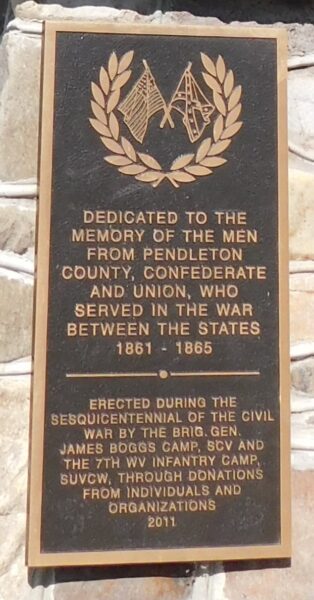 DEDICATED TO THE
MEMORY OF THE MEN
FROM PENDLETON
COUNTY, CONFEDERATE
AND UNION, WHO
SERVED IN THE WAR
BETWEEN THE STATES
1861 - 1865
ERECTED DURING THE
SESQUICENTENNIAL OF THE CIVIL
WAR BY THE BRIG. GEN.
JAMES BOGGS CAMP, SCV AND
THE 7TH WV INFANTRY CAMP,
SUVCW, THROUGH DONATIONS
FROM INDIVIDUALS AND
ORGANIZATIONS
2011